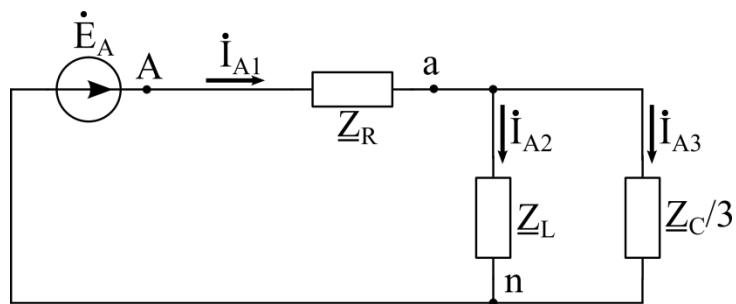 Ė_A
A
İ_A1
a
Z_R
İ_A2
İ_A3
Z_L
Z_C/3
n